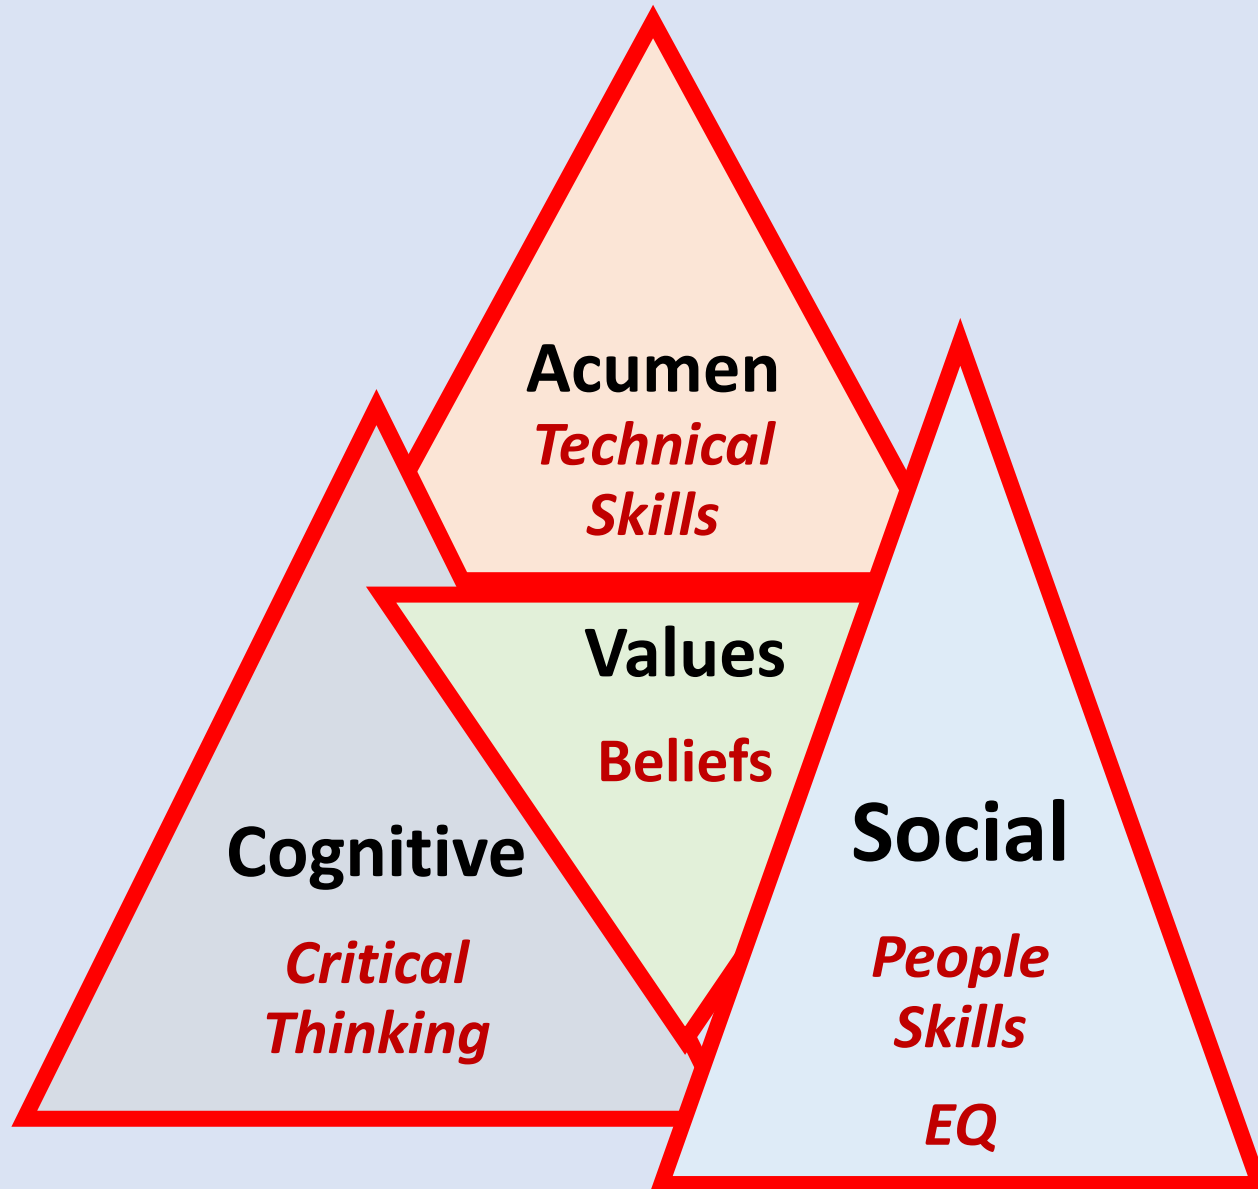 Acumen
Technical
Skills
Values
Beliefs
Cognitive
Critical
Thinking
Social
People
Skills
EQ